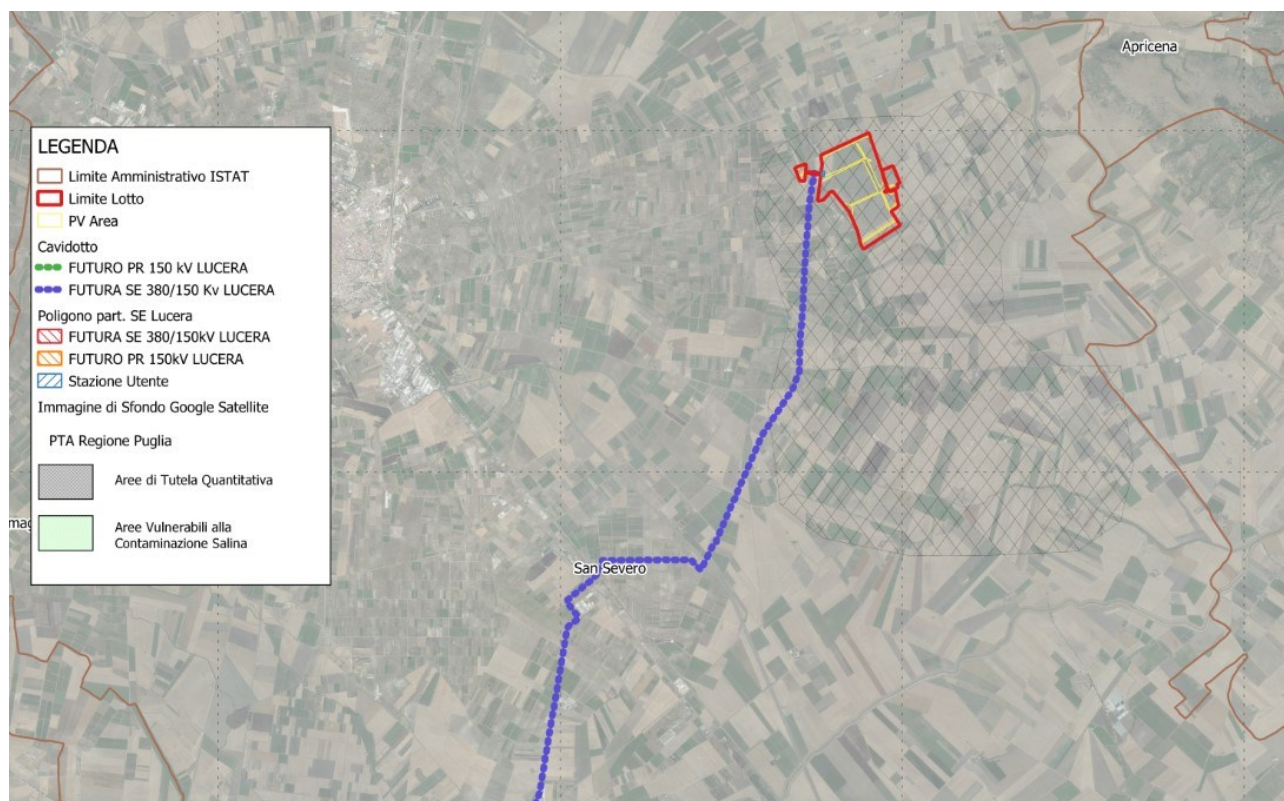 Apricena
LEGENDA
Limite Amministrativo ISTAT
Limite Lotto
PV Area
Cavidotto
FUTURO PR 150 kV LUCERA
FUTURA SE 380/150 Kv LUCERA
Poligono part. SE Lucera
FUTURA SE 380/150kV LUCERA
FUTURO PR 150kV LUCERA
Stazione Utente
Immagine di Sfondo Google Satellite
PTA Regione Puglia
Aree di Tutela Quantitativa
Aree Vulnerabili alla
Contaminazione Salina
San Severo